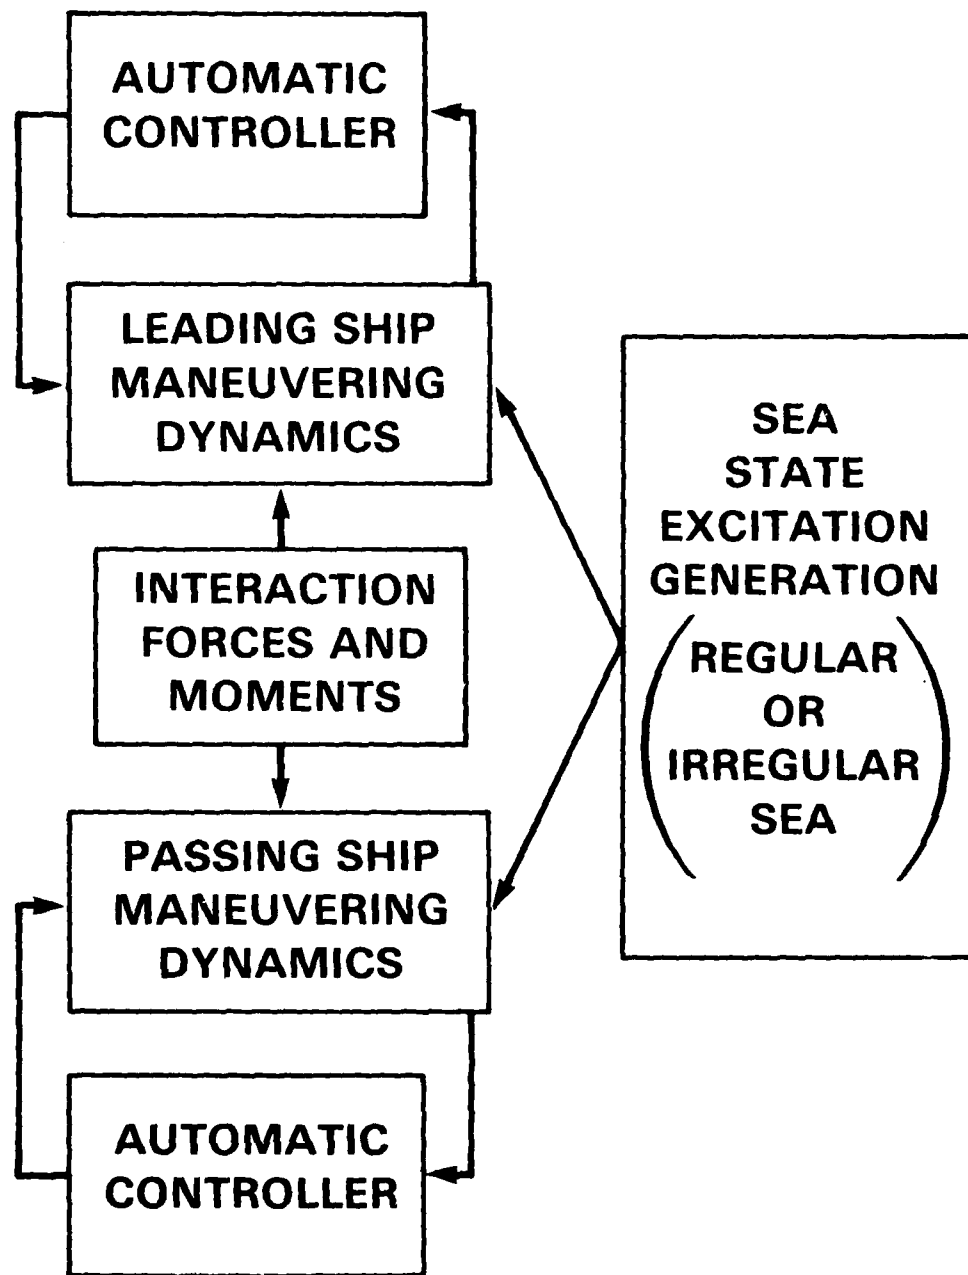 AUTOMATIC
CONTROLLER
LEADING SHIP
MANEUVERING
DYNAMICS
INTERACTION
FORCES AND
MOMENTS
PASSING SHIP
MANEUVERING
DYNAMICS
AUTOMATIC
CONTROLLER
SEA
STATE
EXCITATION
GENERATION
(REGULAR
OR
IRREGULAR
SEA)